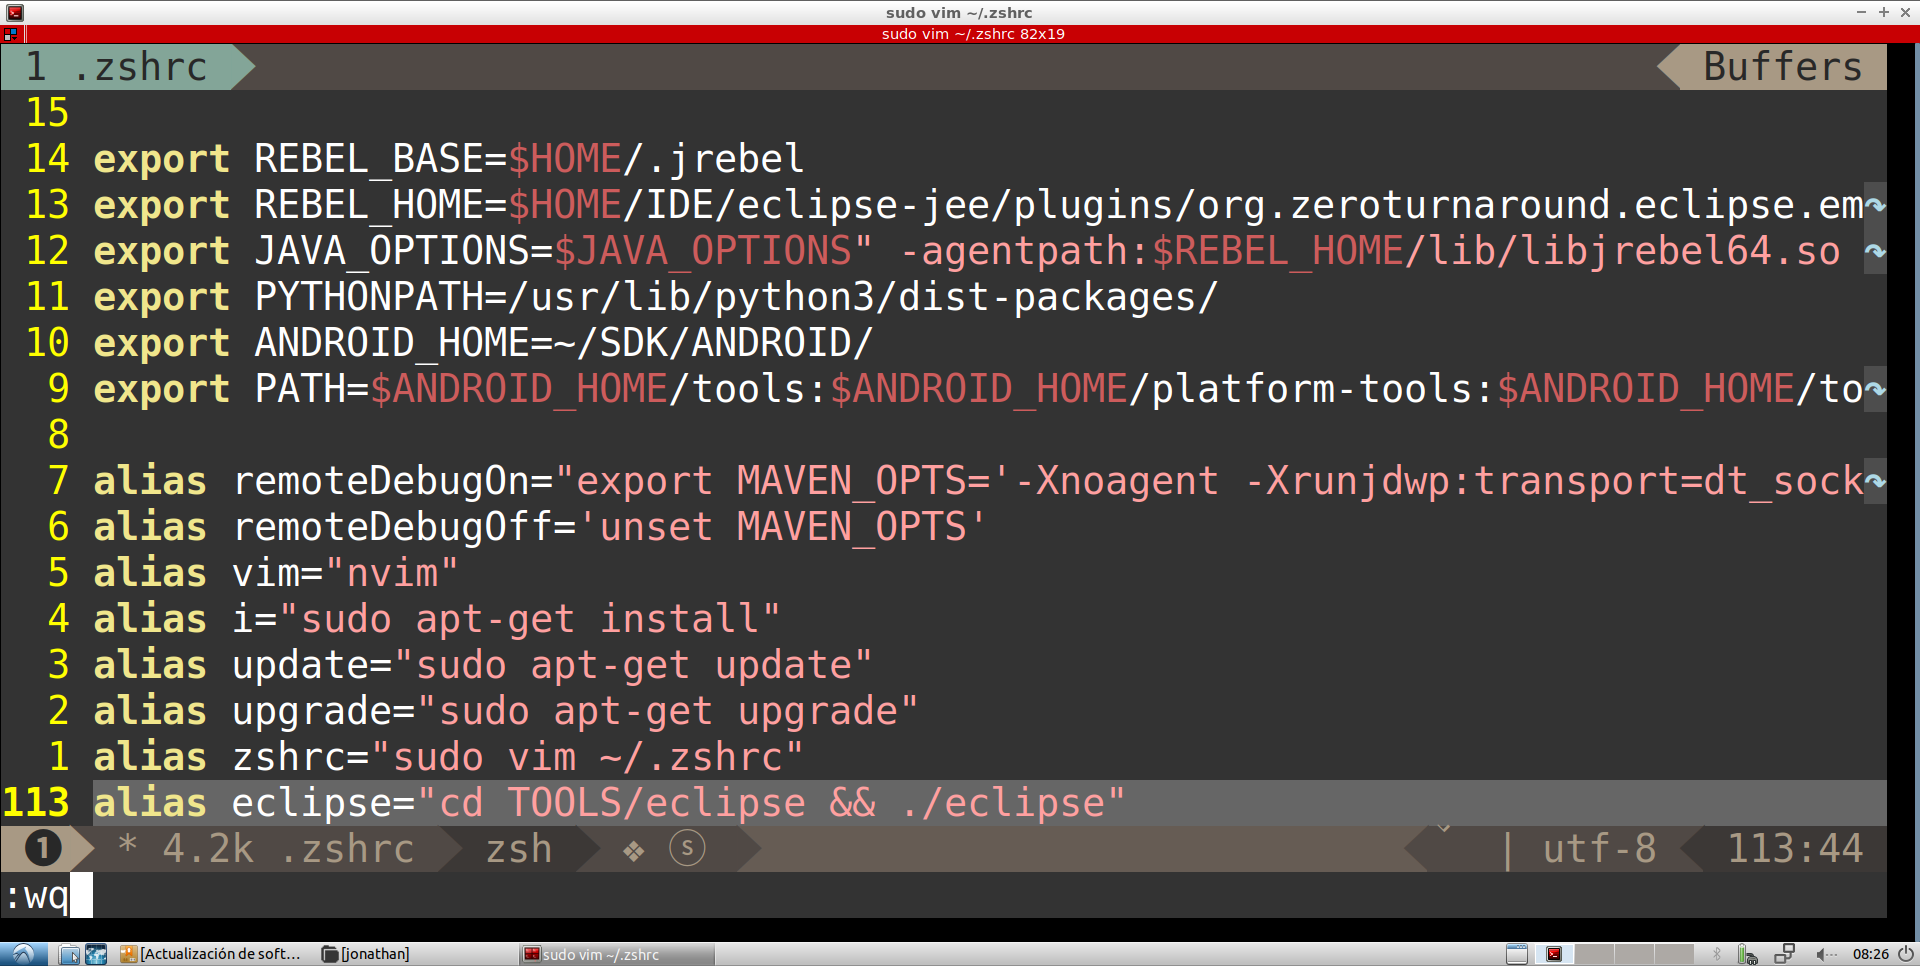 sudo vim ~/.zshrc
sudo vim ~/.zshrc 82x19
1 .zshrc Buffers
15
14 export REBEL_BASE=$HOME/.jrebel
13 export REBEL_HOME=$HOME/IDE/eclipse-jee/plugins/org.zeroturnaround.eclipse.em
12 export JAVA_OPTIONS=$JAVA_OPTIONS" -agentpath:$REBEL_HOME/lib/libjrebel64.so
11 export PYTHONPATH=/usr/lib/python3/dist-packages/
10 export ANDROID_HOME=~/SDK/ANDROID/
9 export PATH=$ANDROID_HOME/tools:$ANDROID_HOME/platform-tools:$ANDROID_HOME/to
8
7 alias remoteDebugOn="export MAVEN_OPTS='-Xnoagent -Xrunjdwp:transport=dt_sock
6 alias remoteDebugOff='unset MAVEN_OPTS'
5 alias vim="nvim"
4 alias i="sudo apt-get install"
3 alias update="sudo apt-get update"
2 alias upgrade="sudo apt-get upgrade"
1 alias zshrc="sudo vim ~/.zshrc"
113 alias eclipse="cd TOOLS/eclipse && ./eclipse"
❶ * 4.2k .zshrc zsh ❖ ⓢ | utf-8 113:44
:wq
[Actualización de soft... [jonathan] sudo vim ~/.zshrc 08:26